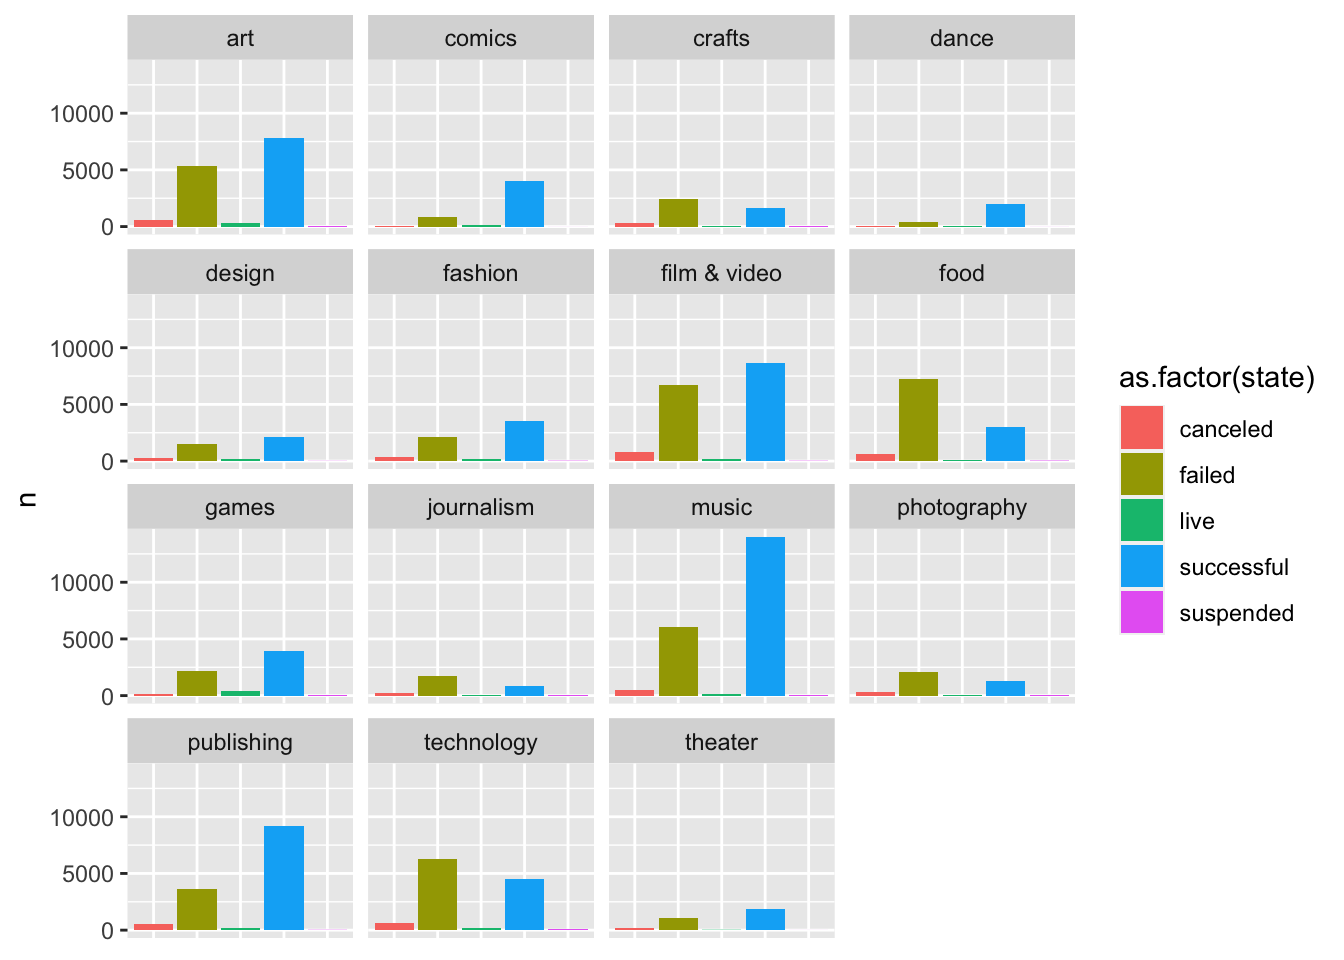 art comics crafts dance
10000
5000
0
design fashion film & video food
10000
5000
0
games journalism music photography
10000
5000
0
publishing technology theater
10000
5000
0
n
as.factor(state)
canceled
failed
live
successful
suspended